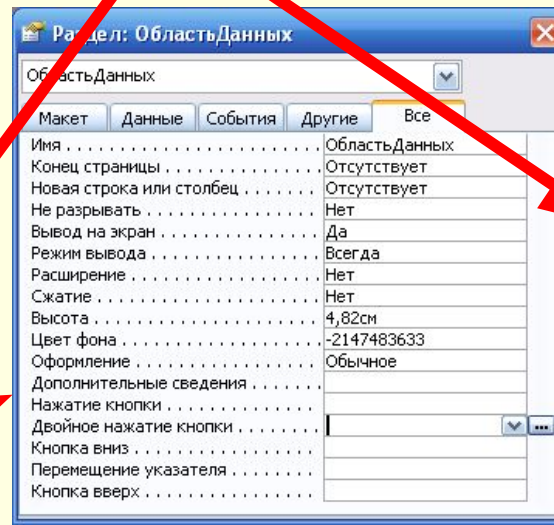 Раздел: ОбластьДанных
ОбластьДанных
Макет Данные События Другие Все
Имя ОбластьДанных
Конец страницы Отсутствует
Новая строка или столбец Отсутствует
Не разрывать Нет
Вывод на экран Да
Режим вывода Всегда
Расширение Нет
Сжатие Нет
Высота 4,82см
Цвет фона -2147483633
Оформление Обычное
Дополнительные сведения
Нажатие кнопки
Двойное нажатие кнопки ...
Кнопка вниз
Перемещение указателя
Кнопка вверх